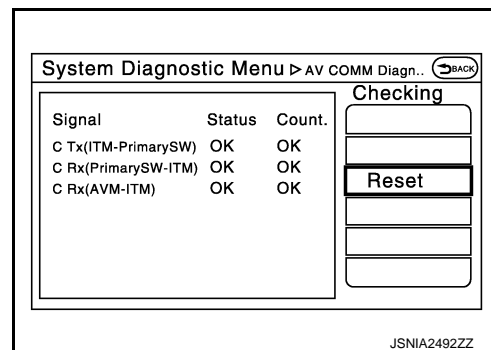 System Diagnostic Menu ▷ AV COMM Diagn.. BACK
Checking
Signal Status Count.
C Tx(ITM-PrimarySW) OK OK
C Rx(PrimarySW-ITM) OK OK
C Rx(AVM-ITM) OK OK
Reset
JSNIA2492ZZ